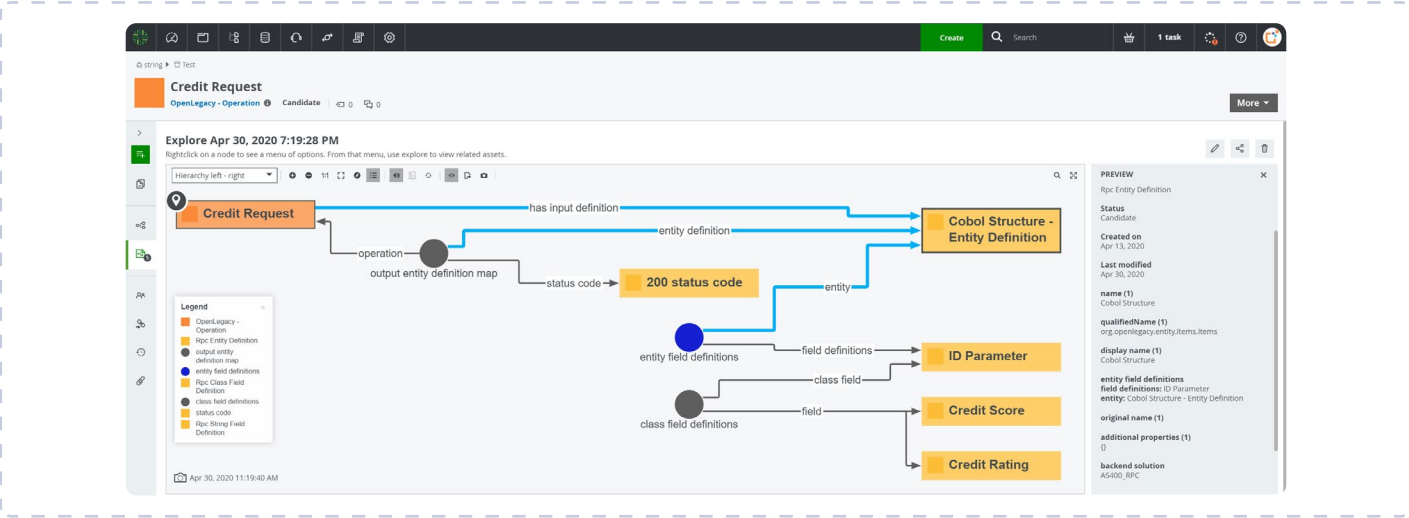 Create
Search
1 task
string
Test
Credit Request
OpenLegacy - Operation
Candidate
0
0
More
Explore Apr 30, 2020 7:19:28 PM
Rightclick on a node to see a menu of options. From that menu, use explore to view related assets.
Hierarchy left - right
1:1
Credit Request
has input definition
Cobol Structure -
Entity Definition
entity definition
operation
output entity definition map
status code
200 status code
entity
entity field definitions
field definitions
ID Parameter
class field
class field definitions
field
Credit Score
Credit Rating
Legend
OpenLegacy -
Operation
Rpc Entity Definition
output entity
definition map
entity field definitions
Rpc Class Field
Definition
class field definitions
status code
Rpc String Field
Definition
Apr 30, 2020 11:19:40 AM
PREVIEW
Rpc Entity Definition
Status
Candidate
Created on
Apr 13, 2020
Last modified
Apr 30, 2020
name (1)
Cobol Structure
qualifiedName (1)
org.openlegacy.entity.Items.Items
display name (1)
Cobol Structure
entity field definitions
field definitions: ID Parameter
entity: Cobol Structure - Entity Definition
original name (1)
additional properties (1)
{}
backend solution
AS400_RPC